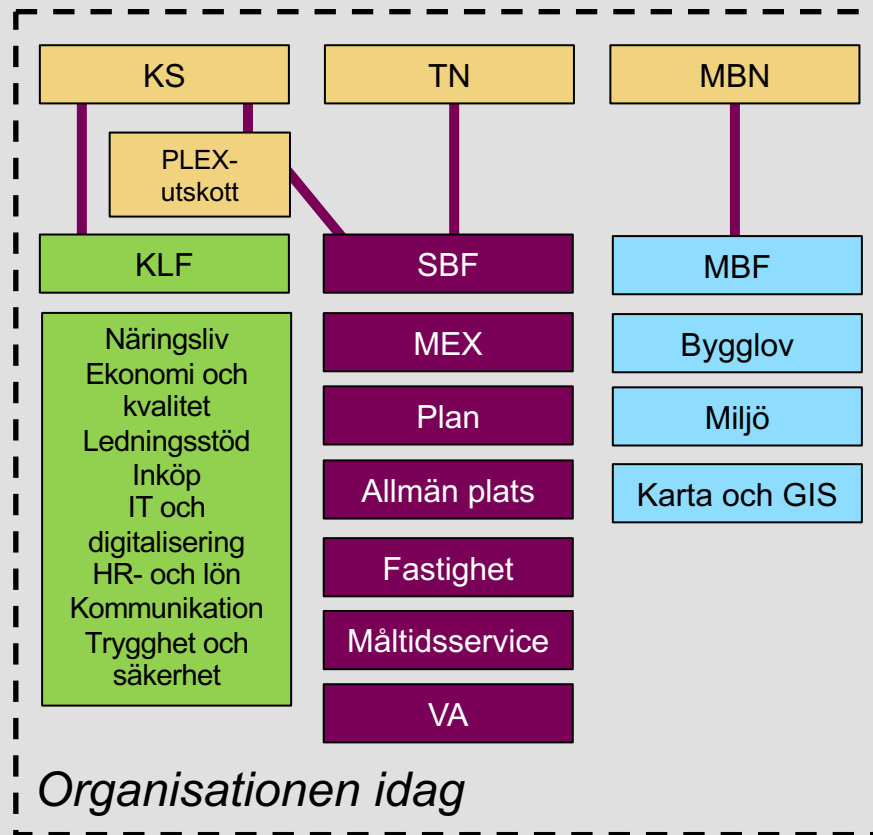 KS
TN
MBN
PLEX-
utskott
KLF
SBF
MBF
Näringsliv
Ekonomi och
kvalitet
Ledningsstöd
Inköp
IT och
digitalisering
HR- och lön
Kommunikation
Trygghet och
säkerhet
MEX
Plan
Allmän plats
Fastighet
Måltidsservice
VA
Bygglov
Miljö
Karta och GIS
Organisationen idag